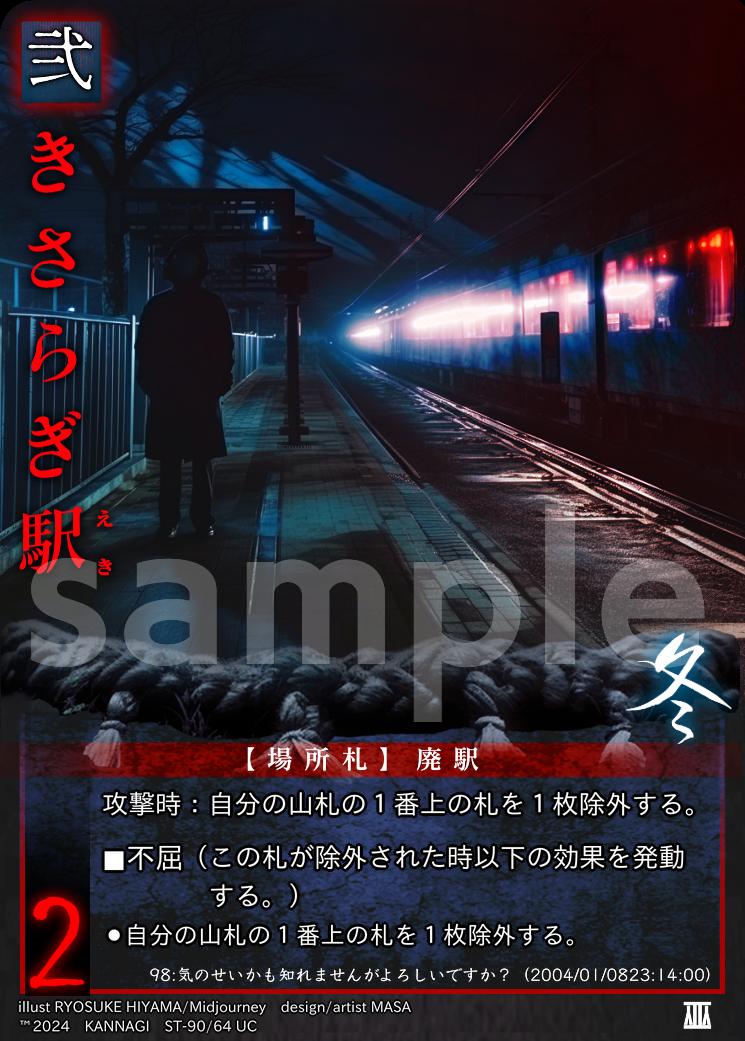 弐
きさらぎ駅
えき
sample
冬
【場所札】廃駅
攻撃時：自分の山札の１番上の札を１枚除外する。
■不屈（この札が除外された時以下の効果を発動
する。）
●自分の山札の１番上の札を１枚除外する。
2
98:気のせいかも知れませんがよろしいですか？（2004/01/0823:14:00）
illust RYOSUKE HIYAMA/Midjourney　design/artist MASA
™2024　KANNAGI　ST-90/64 UC